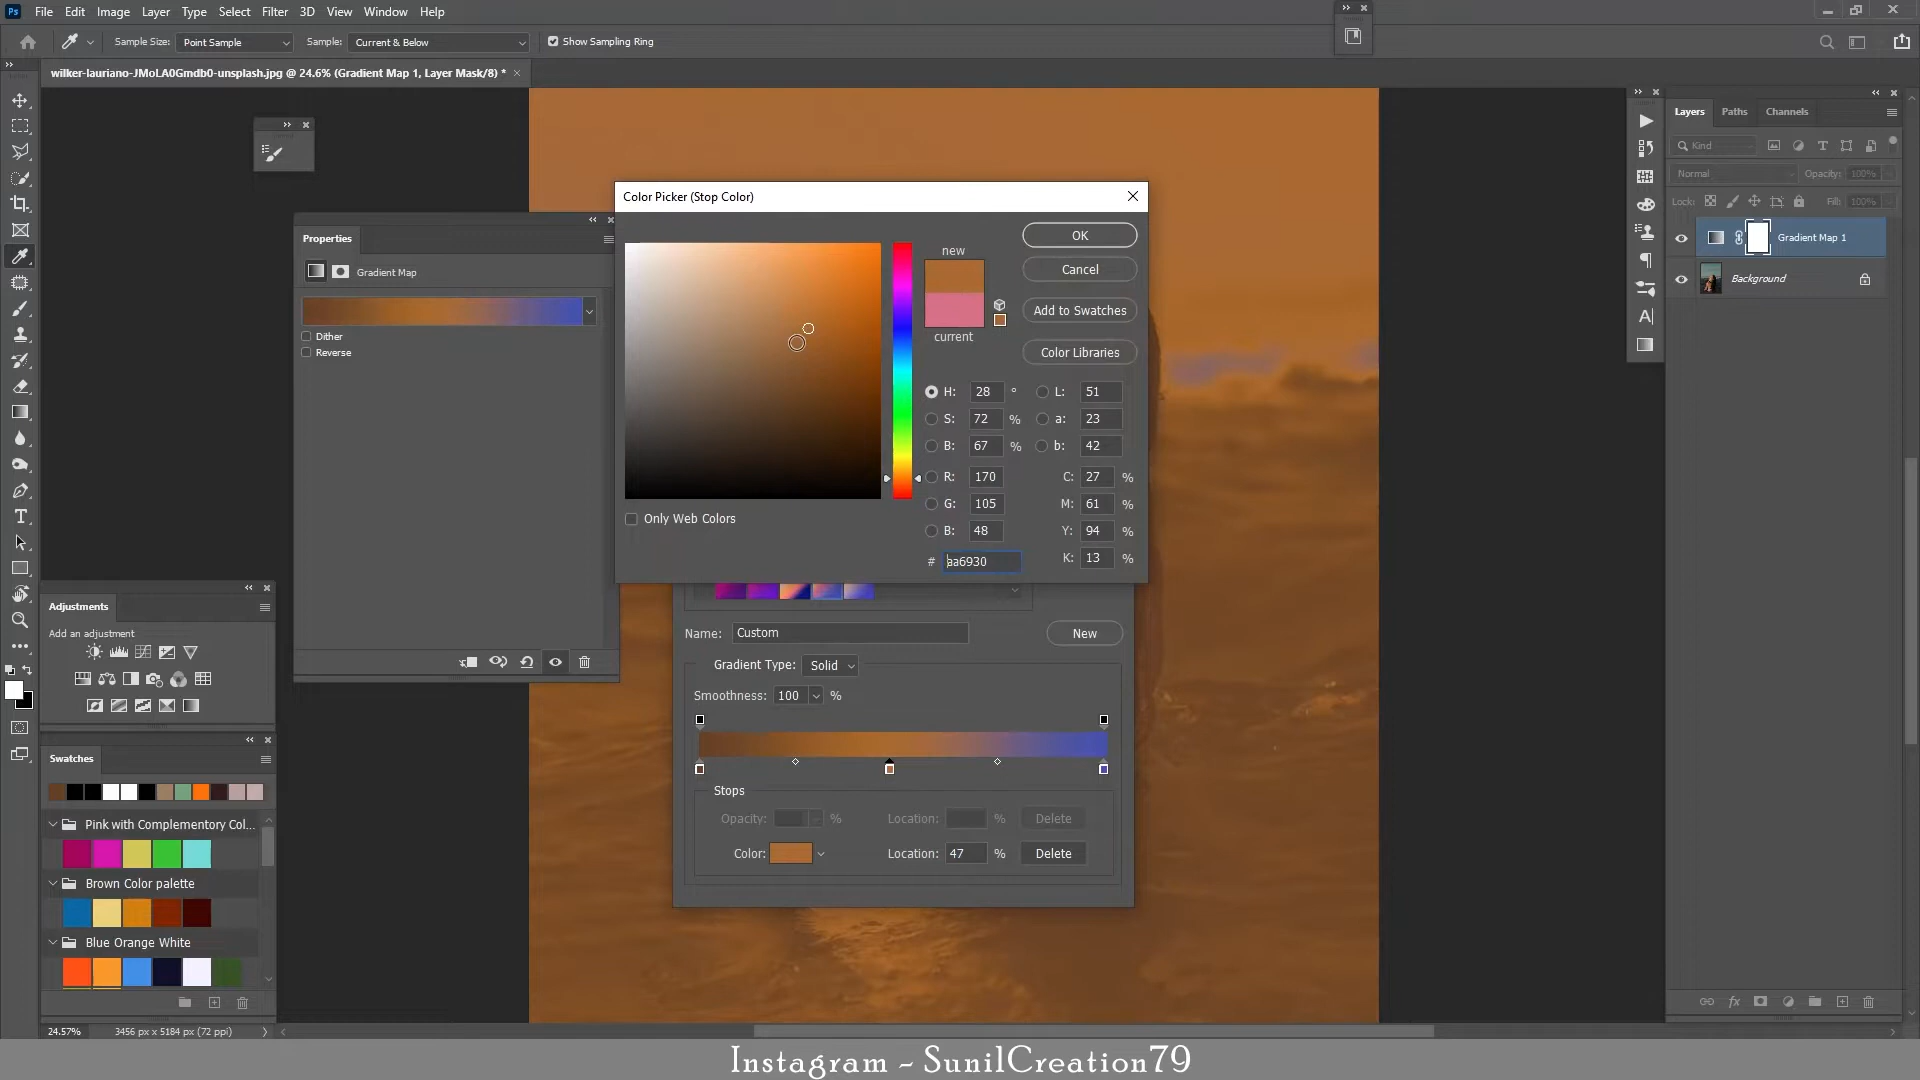 Ps File Edit Image Layer Type Select Filter 3D View Window Help
Sample Size: Point Sample Sample: Current & Below Show Sampling Ring
wilker-lauriano-JMoLA0Gmdb0-unsplash.jpg @ 24.6% (Gradient Map 1, Layer Mask/8) *
Layers Paths Channels
Kind
Normal Opacity: 100%
Lock: Fill: 100%
Gradient Map 1
Background
Properties
Gradient Map
Dither
Reverse
Color Picker (Stop Color)
new
current
OK
Cancel
Add to Swatches
Color Libraries
H: 28 ° L: 51
S: 72 % a: 23
B: 67 % b: 42
R: 170 C: 27 %
G: 105 M: 61 %
B: 48 Y: 94 %
# aa6930 K: 13 %
Only Web Colors
Name: Custom New
Gradient Type: Solid
Smoothness: 100 %
Stops
Opacity: % Location: % Delete
Color: Location: 47 % Delete
Adjustments
Add an adjustment
Swatches
Pink with Complementory Col...
Brown Color palette
Blue Orange White
24.57% 3456 px x 5184 px (72 ppi)
Instagram - SunilCreation79